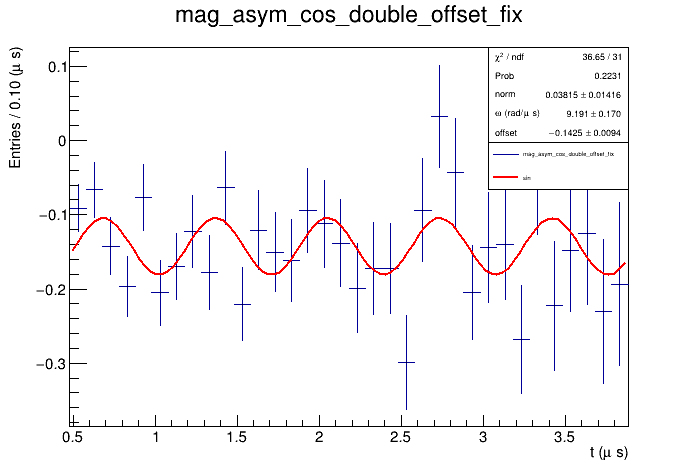 mag_asym_cos_double_offset_fix
Entries / 0.10 (μ s)
χ² / ndf 36.65 / 31
Prob 0.2231
norm 0.03815 ± 0.01416
ω (rad/μ s) 9.191 ± 0.170
offset −0.1425 ± 0.0094
mag_asym_cos_double_offset_fix
sin
0.1
0
−0.1
−0.2
−0.3
0.5 1 1.5 2 2.5 3 3.5
t (μ s)